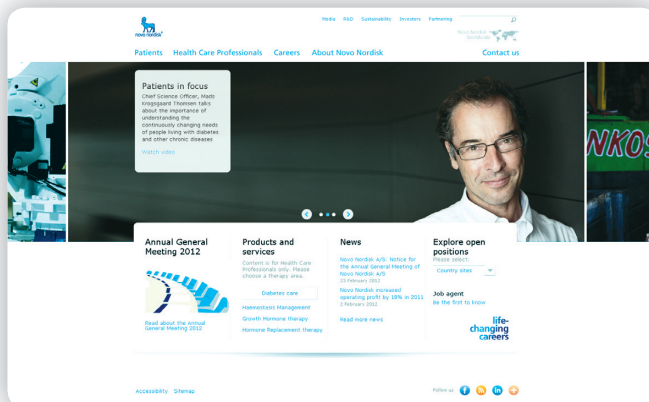 Media R&D Sustainability Investors Partnering
novo nordisk
Novo Nordisk
Worldwide
Patients Health Care Professionals Careers About Novo Nordisk Contact us
Patients in focus
Chief Science Officer, Mads
Krogsgaard Thomsen talks
about the importance of
understanding the
continuously changing needs
of people living with diabetes
and other chronic diseases
Watch video
NKOS
Annual General
Meeting 2012
Read about the Annual
General Meeting 2012
Products and
services
Content is for Health Care
Professionals only. Please
choose a therapy area.
Diabetes care
Haemostasis Management
Growth Hormone therapy
Hormone Replacement therapy
News
Novo Nordisk A/S: Notice for
the Annual General Meeting of
Novo Nordisk A/S
23 February 2012
Novo Nordisk increased
operating profit by 18% in 2011
2 February 2012
Read more news
Explore open
positions
Please select:
Country sites
Job agent
Be the first to know
life-
changing
careers
Accessibility Sitemap
Follow us